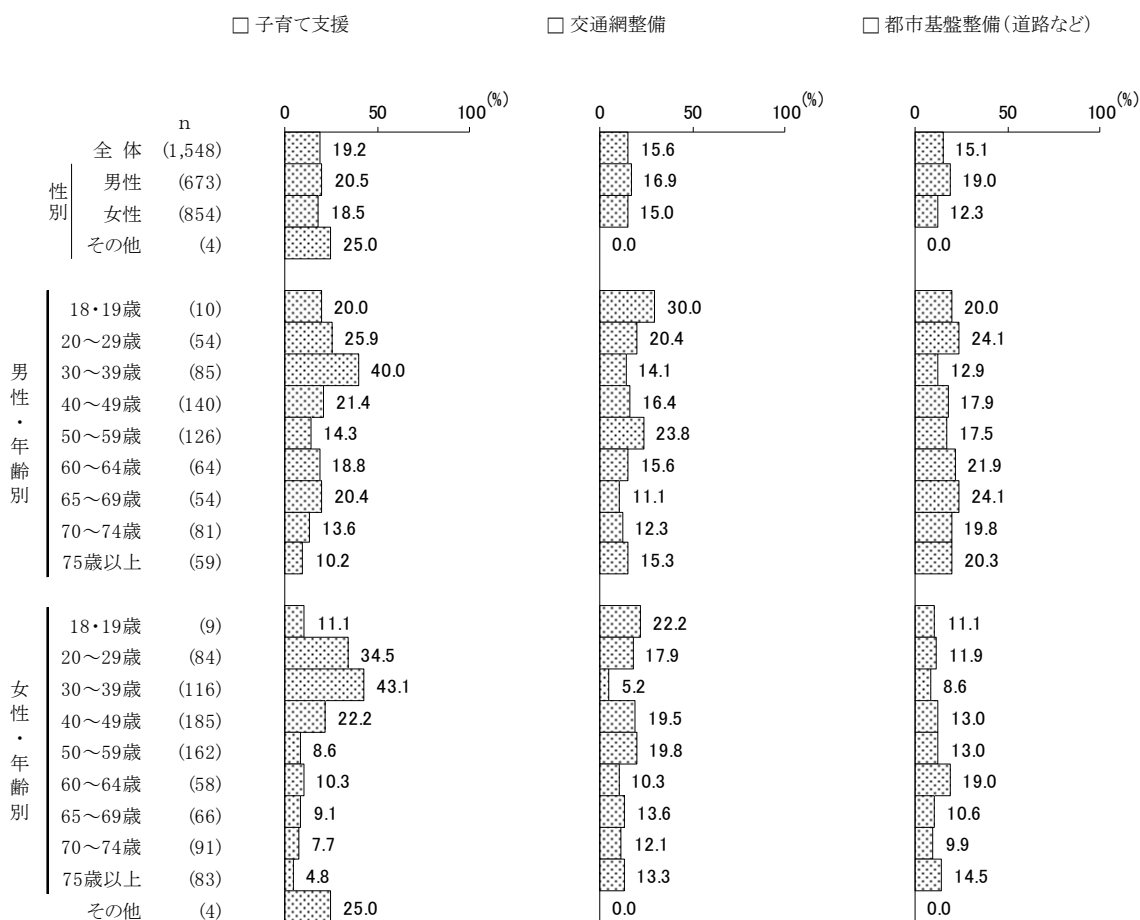 □ 子育て支援 □ 交通網整備 □ 都市基盤整備(道路など)
0 50 100 (%) 0 50 100 (%) 0 50 100 (%)
n
全 体 (1,548) 19.2 15.6 15.1
性別
男性 (673) 20.5 16.9 19.0
女性 (854) 18.5 15.0 12.3
その他 (4) 25.0 0.0 0.0
男性・年齢別
18・19歳 (10) 20.0 30.0 20.0
20～29歳 (54) 25.9 20.4 24.1
30～39歳 (85) 40.0 14.1 12.9
40～49歳 (140) 21.4 16.4 17.9
50～59歳 (126) 14.3 23.8 17.5
60～64歳 (64) 18.8 15.6 21.9
65～69歳 (54) 20.4 11.1 24.1
70～74歳 (81) 13.6 12.3 19.8
75歳以上 (59) 10.2 15.3 20.3
女性・年齢別
18・19歳 (9) 11.1 22.2 11.1
20～29歳 (84) 34.5 17.9 11.9
30～39歳 (116) 43.1 5.2 8.6
40～49歳 (185) 22.2 19.5 13.0
50～59歳 (162) 8.6 19.8 13.0
60～64歳 (58) 10.3 10.3 19.0
65～69歳 (66) 9.1 13.6 10.6
70～74歳 (91) 7.7 12.1 9.9
75歳以上 (83) 4.8 13.3 14.5
その他 (4) 25.0 0.0 0.0